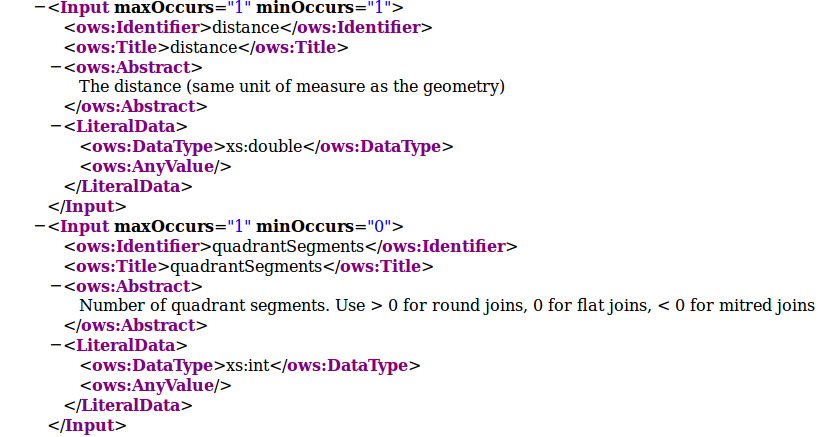 −<Input maxOccurs="1" minOccurs="1">
<ows:Identifier>distance</ows:Identifier>
<ows:Title>distance</ows:Title>
−<ows:Abstract>
The distance (same unit of measure as the geometry)
</ows:Abstract>
−<LiteralData>
<ows:DataType>xs:double</ows:DataType>
<ows:AnyValue/>
</LiteralData>
</Input>
−<Input maxOccurs="1" minOccurs="0">
<ows:Identifier>quadrantSegments</ows:Identifier>
<ows:Title>quadrantSegments</ows:Title>
−<ows:Abstract>
Number of quadrant segments. Use > 0 for round joins, 0 for flat joins, < 0 for mitred joins
</ows:Abstract>
−<LiteralData>
<ows:DataType>xs:int</ows:DataType>
<ows:AnyValue/>
</LiteralData>
</Input>